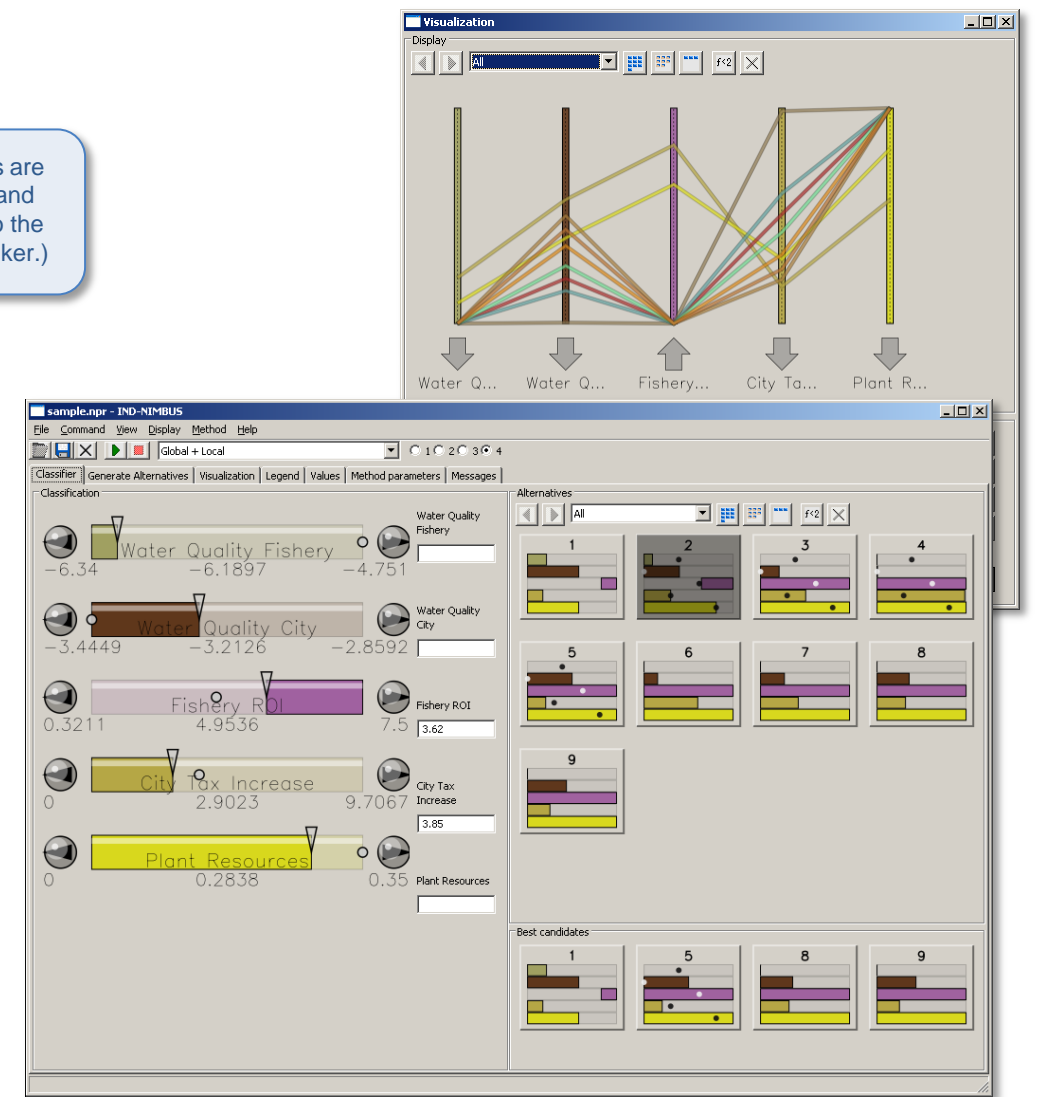 Visualization
Display
All
f<2
s are
and
o the
ker.)
Water Q... Water Q... Fishery... City Ta... Plant R...
sample.npr - IND-NIMBUS
File Command View Display Method Help
Global + Local 1 2 3 4
Classifier Generate Alternatives Visualization Legend Values Method parameters Messages
Classification
Water Quality Fishery
-6.34 -6.1897 -4.751
Water Quality
Fishery
Water Quality City
-3.4449 -3.2126 -2.8592
Water Quality
City
Fishery ROI
0.3211 4.9536 7.5
Fishery ROI
3.62
City Tax Increase
0 2.9023 9.7067
City Tax
Increase
3.85
Plant Resources
0 0.2838 0.35
Plant Resources
Alternatives
All f<2
1 2 3 4
5 6 7 8
9
Best candidates
1 5 8 9